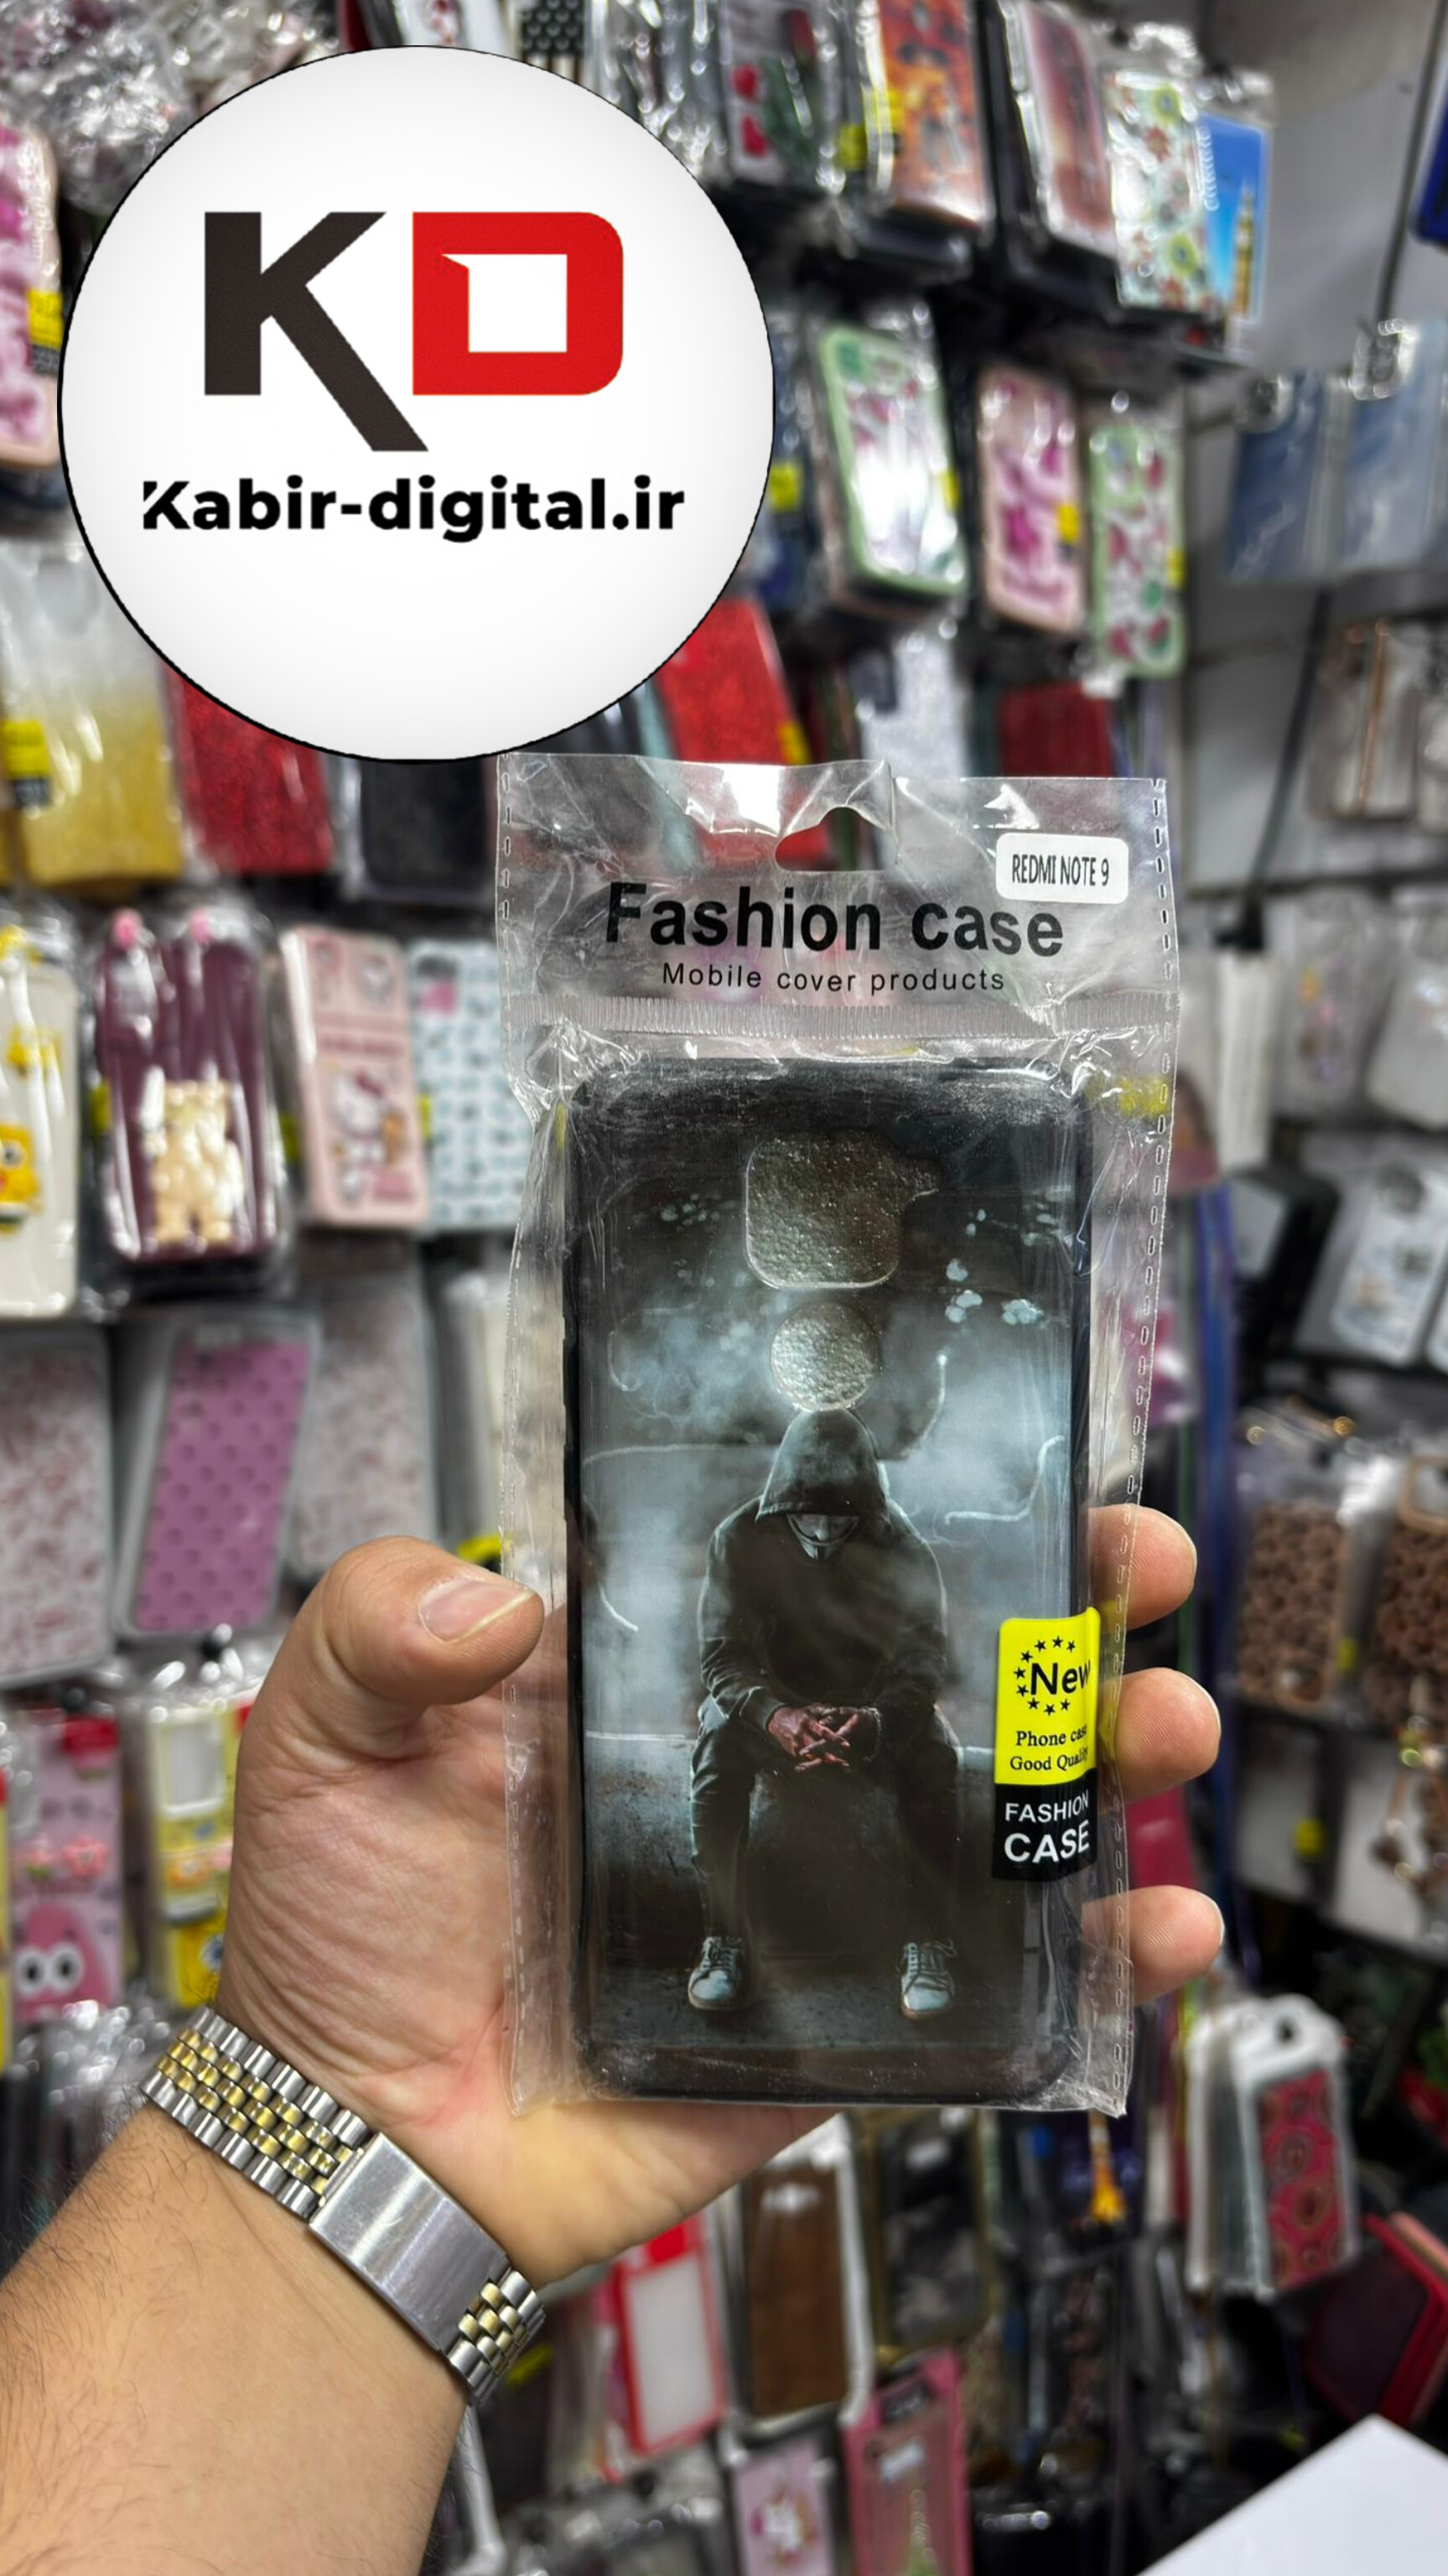 KD
Kabir-digital.ir
REDMI NOTE 9
Fashion case
Mobile cover products
New
Phone case
Good Quality
FASHION
CASE